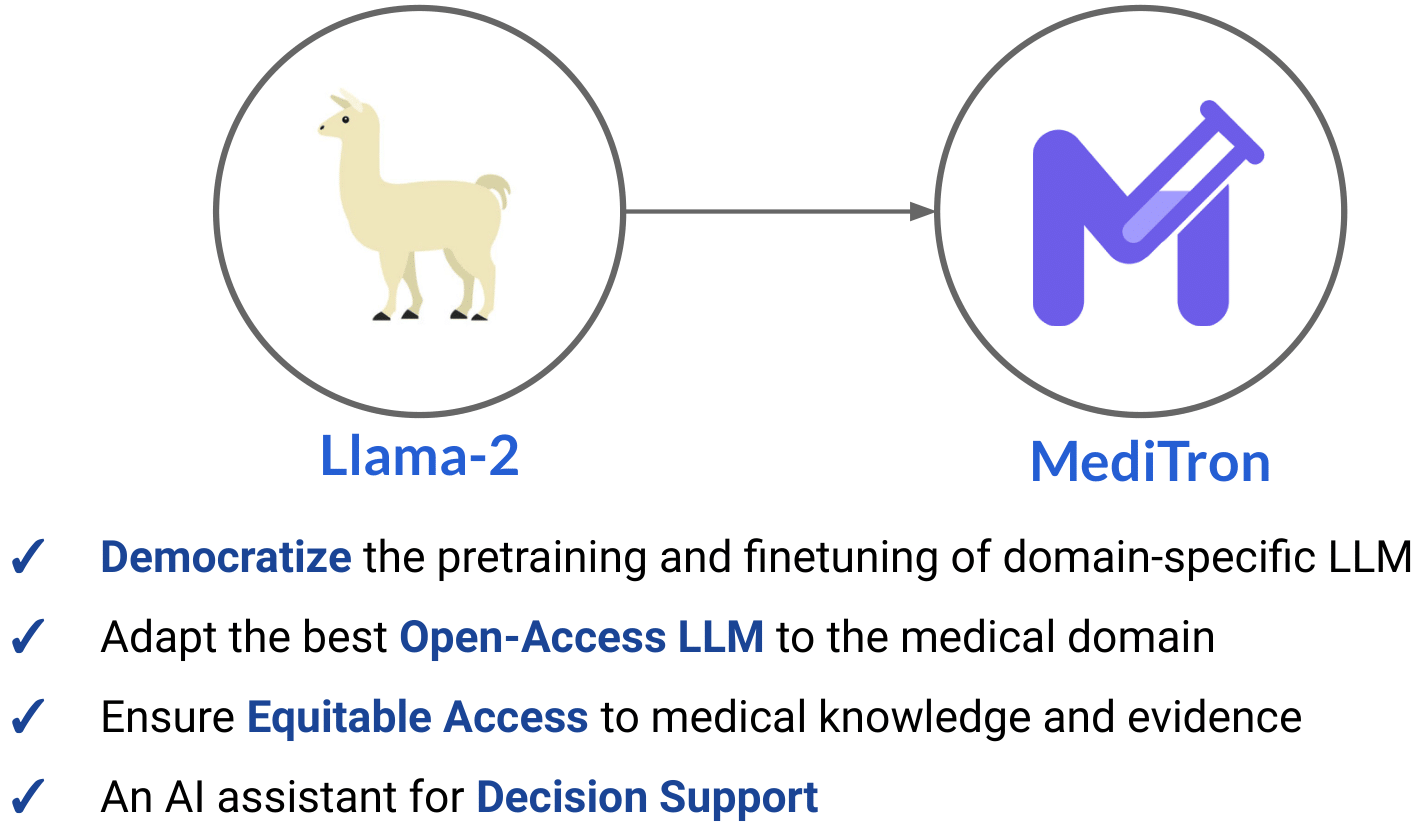 Llama-2
MediTron
✓ Democratize the pretraining and finetuning of domain-specific LLM
✓ Adapt the best Open-Access LLM to the medical domain
✓ Ensure Equitable Access to medical knowledge and evidence
✓ An AI assistant for Decision Support